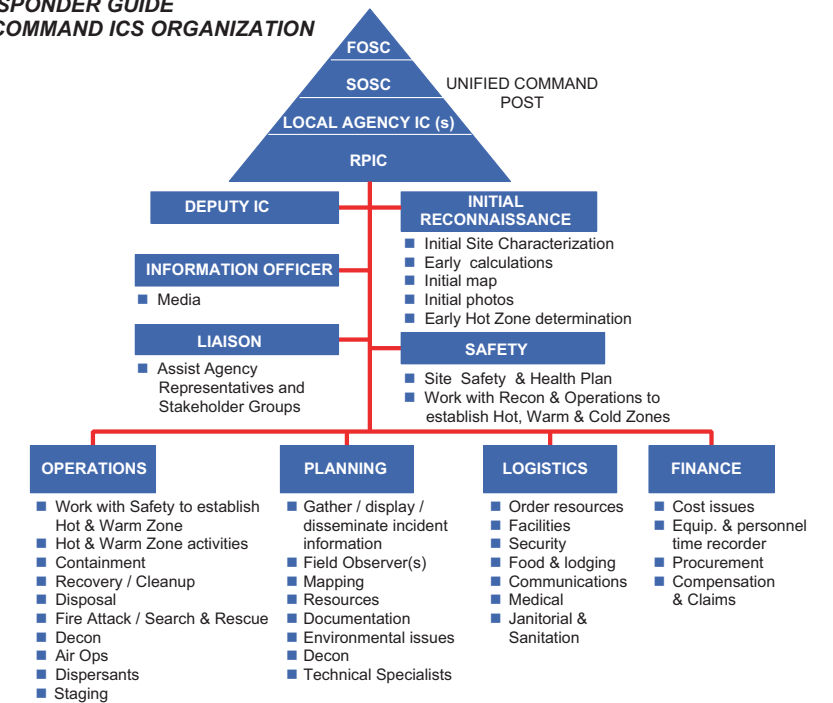 SPONDER GUIDE
COMMAND ICS ORGANIZATION
FOSC
SOSC
LOCAL AGENCY IC (s)
RPIC
UNIFIED COMMAND
POST
DEPUTY IC
INITIAL
RECONNAISSANCE
Initial Site Characterization
Early calculations
Initial map
Initial photos
Early Hot Zone determination
INFORMATION OFFICER
Media
LIAISON
Assist Agency
Representatives and
Stakeholder Groups
SAFETY
Site Safety & Health Plan
Work with Recon & Operations to
establish Hot, Warm & Cold Zones
OPERATIONS
Work with Safety to establish
Hot & Warm Zone
Hot & Warm Zone activities
Containment
Recovery / Cleanup
Disposal
Fire Attack / Search & Rescue
Decon
Air Ops
Dispersants
Staging
PLANNING
Gather / display /
disseminate incident
information
Field Observer(s)
Mapping
Resources
Documentation
Environmental issues
Decon
Technical Specialists
LOGISTICS
Order resources
Facilities
Security
Food & lodging
Communications
Medical
Janitorial &
Sanitation
FINANCE
Cost issues
Equip. & personnel
time recorder
Procurement
Compensation
& Claims